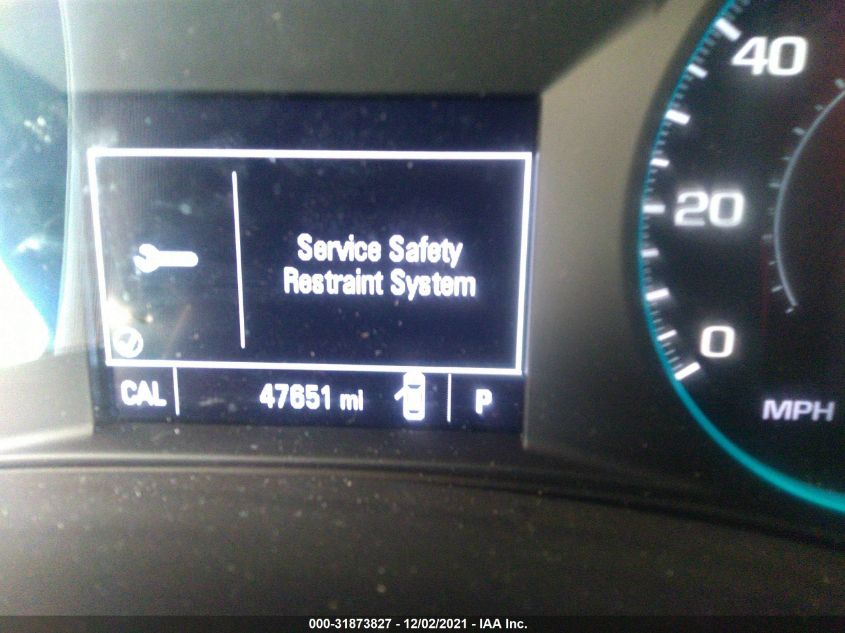 40
20
0
MPH
Service Safety
Restraint System
CAL 47651 mi P
000-31873827 - 12/02/2021 - IAA Inc.